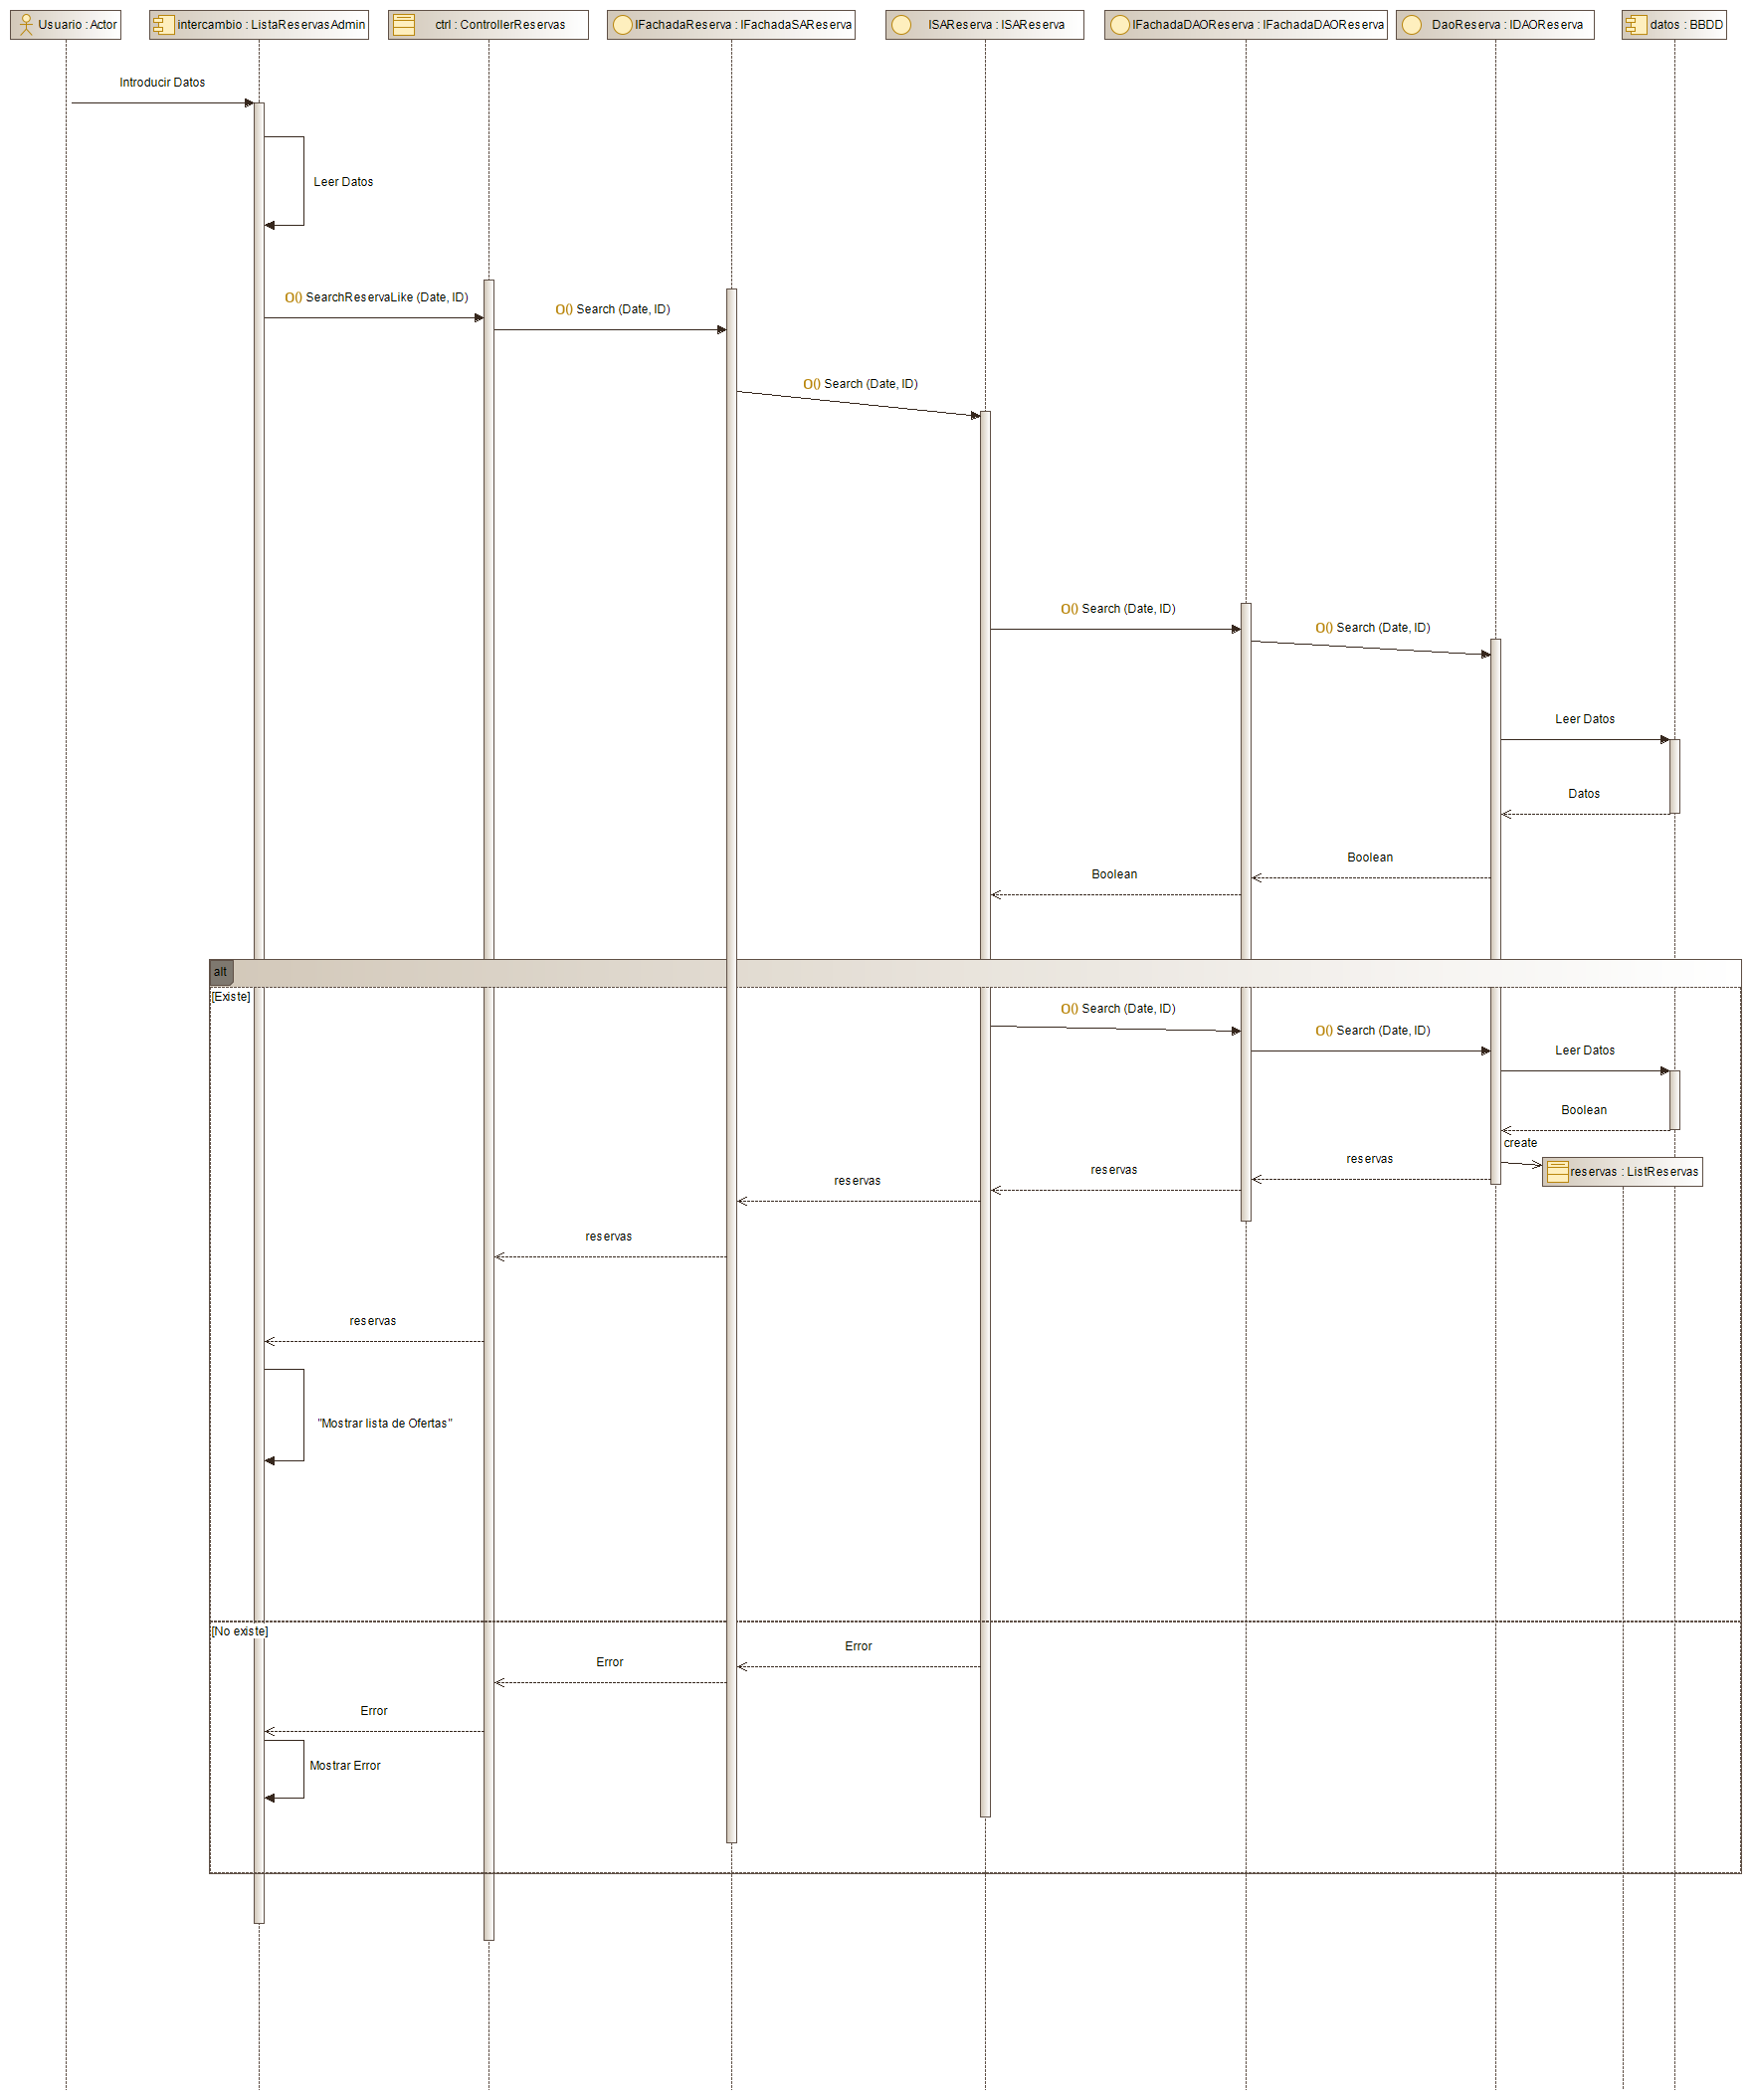 Usuario : Actor
intercambio : ListaReservasAdmin
ctrl : ControllerReservas
IFachadaReserva : IFachadaSAReserva
ISAReserva : ISAReserva
IFachadaDAOReserva : IFachadaDAOReserva
DaoReserva : IDAOReserva
datos : BBDD
Introducir Datos
Leer Datos
O() SearchReservaLike (Date, ID)
O() Search (Date, ID)
O() Search (Date, ID)
O() Search (Date, ID)
O() Search (Date, ID)
Leer Datos
Datos
Boolean
Boolean
alt
[Existe]
O() Search (Date, ID)
O() Search (Date, ID)
Leer Datos
Boolean
create
reservas : ListReservas
reservas
reservas
reservas
reservas
reservas
"Mostrar lista de Ofertas"
[No existe]
Error
Error
Error
Mostrar Error